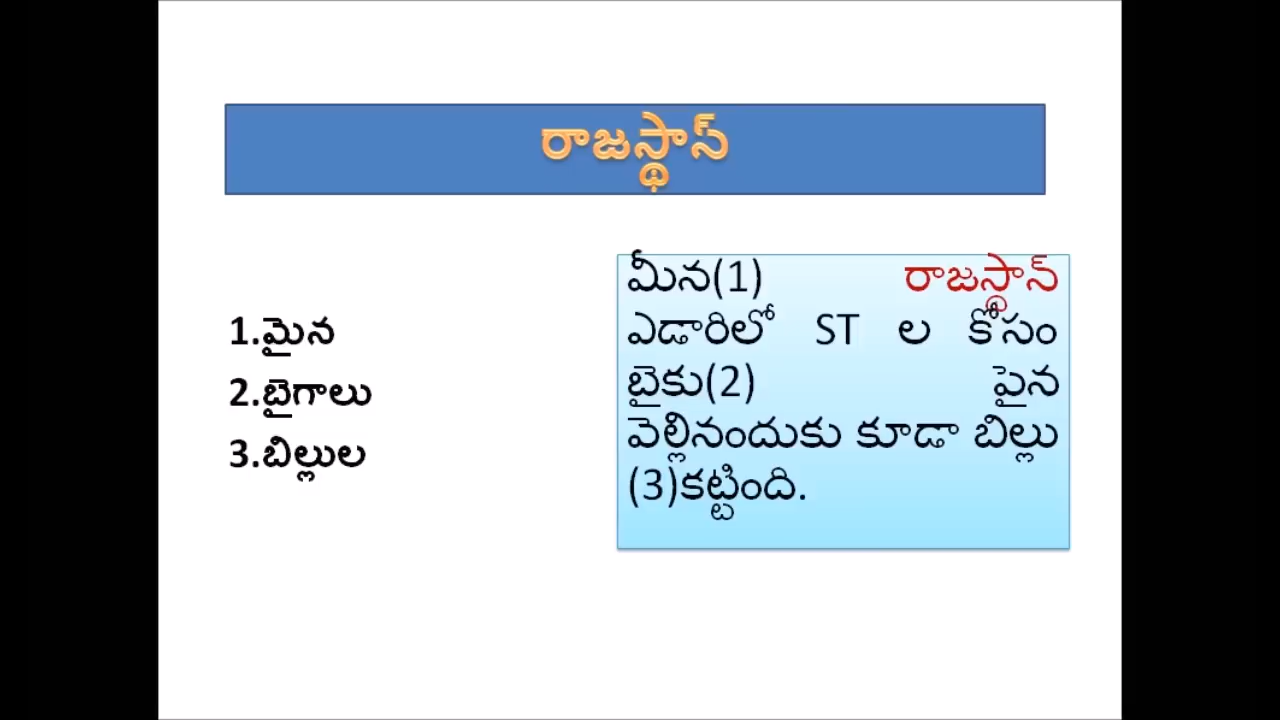 రాజస్థాన్
1.మైన
2.బైగాలు
3.బిల్లుల
మీన(1) రాజస్థాన్
ఎడారిలో ST ల కోసం
బైకు(2) పైన
వెల్లినందుకు కూడా బిల్లు
(3)కట్టింది.